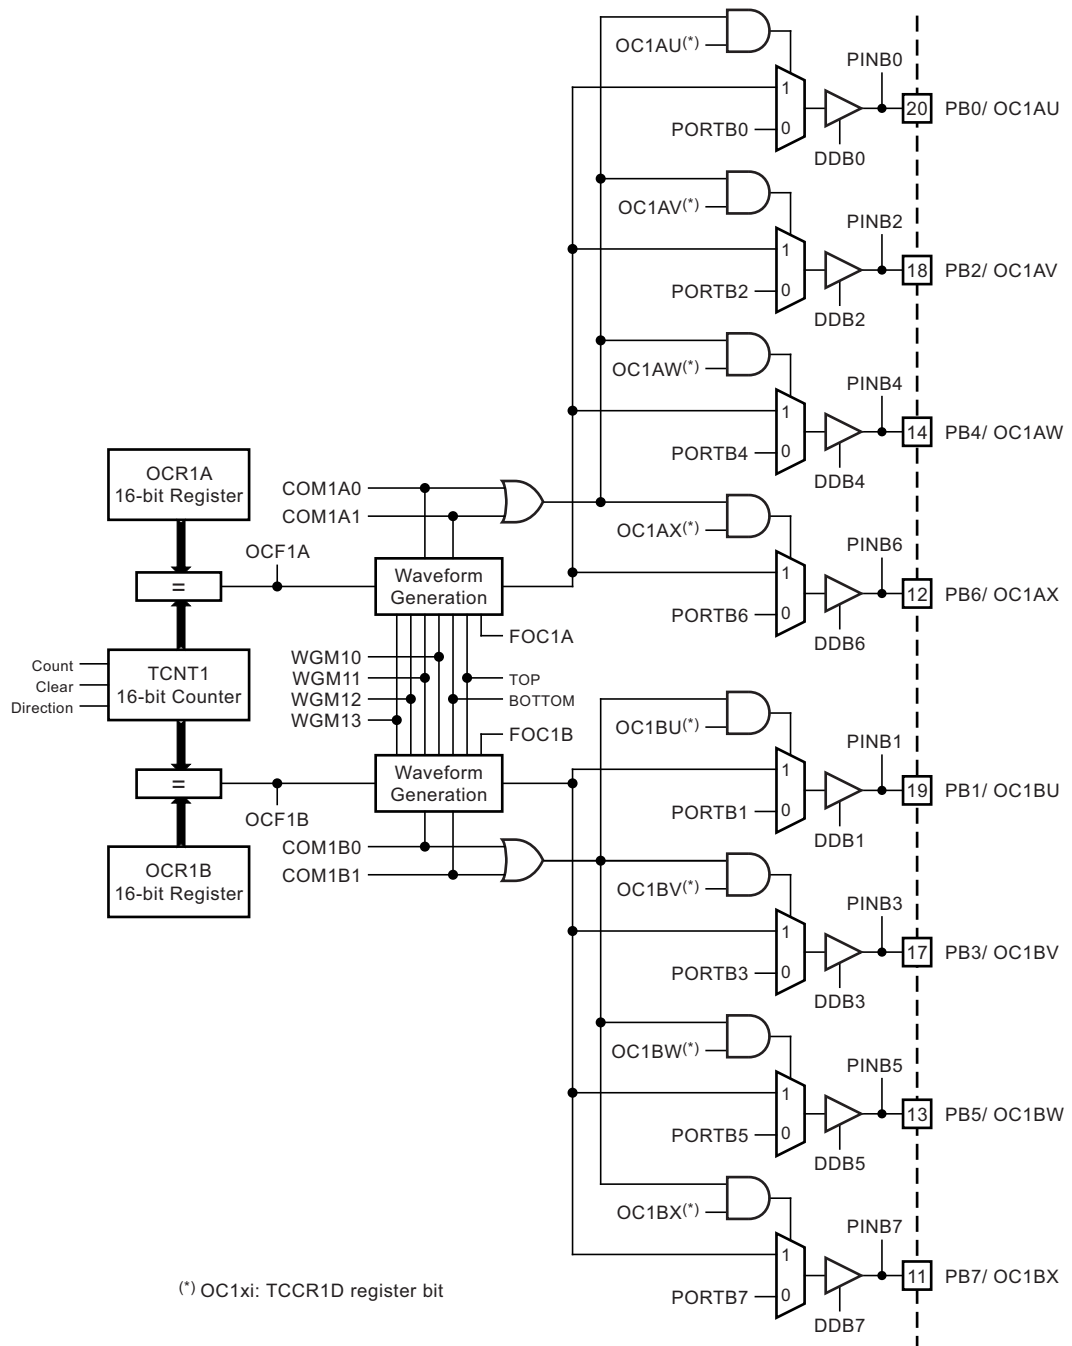 OC1AU(*)
PINB0
1
20
PB0/ OC1AU
PORTB0
0
DDB0
OC1AV(*)
PINB2
1
18
PB2/ OC1AV
PORTB2
0
DDB2
OC1AW(*)
PINB4
1
14
PB4/ OC1AW
PORTB4
0
DDB4
OCR1A
16-bit Register
COM1A0
COM1A1
OC1AX(*)
PINB6
OCF1A
=
Waveform
Generation
1
12
PB6/ OC1AX
PORTB6
0
DDB6
FOC1A
Count
Clear
Direction
TCNT1
16-bit Counter
WGM10
WGM11
WGM12
WGM13
TOP
BOTTOM
FOC1B
OC1BU(*)
PINB1
=
Waveform
Generation
1
19
PB1/ OC1BU
OCF1B
PORTB1
0
DDB1
COM1B0
COM1B1
OCR1B
16-bit Register
OC1BV(*)
PINB3
1
17
PB3/ OC1BV
PORTB3
0
DDB3
OC1BW(*)
PINB5
1
13
PB5/ OC1BW
PORTB5
0
DDB5
OC1BX(*)
PINB7
1
11
PB7/ OC1BX
PORTB7
0
DDB7
(*) OC1xi: TCCR1D register bit